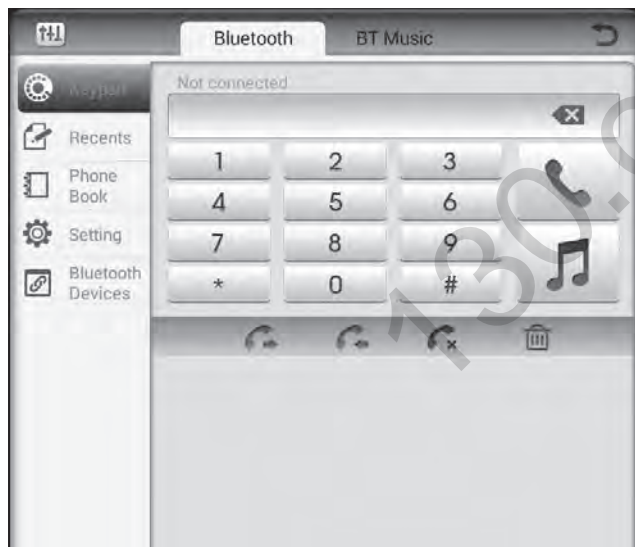 Bluetooth BT Music
Keypad
Not connected
Recents
Phone
Book
Setting
Bluetooth
Devices
1 2 3
4 5 6
7 8 9
* 0 #
130.